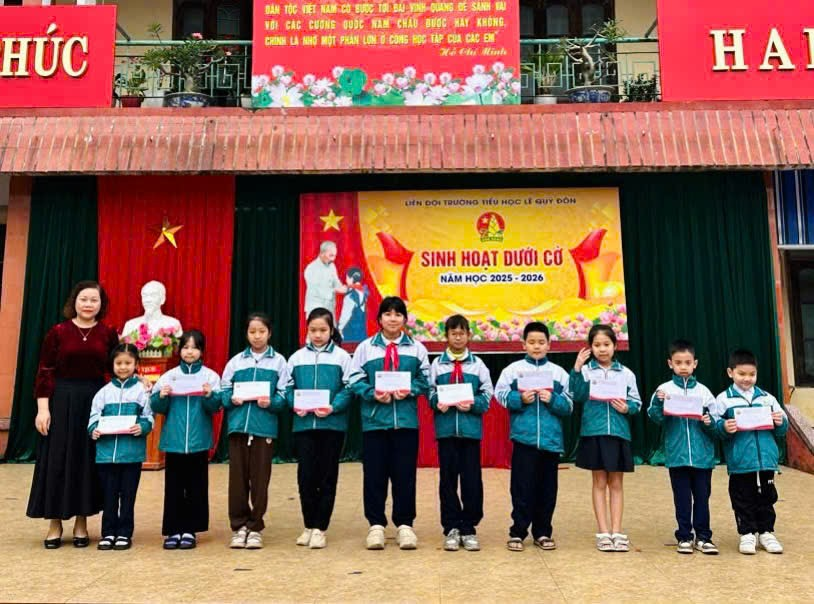 DÂN TỘC VIỆT NAM CÓ BƯỚC TỚI ĐÀI VINH QUANG ĐỂ SÁNH VAI
VỚI CÁC CƯỜNG QUỐC NĂM CHÂU ĐƯỢC HAY KHÔNG,
CHÍNH LÀ NHỜ MỘT PHẦN LỚN Ở CÔNG HỌC TẬP CỦA CÁC EM"
Hồ Chí Minh
HÚC
HA
LIÊN ĐỘI TRƯỜNG TIỂU HỌC LÊ QUÝ ĐÔN
SINH HOẠT DƯỚI CỜ
NĂM HỌC 2025 - 2026